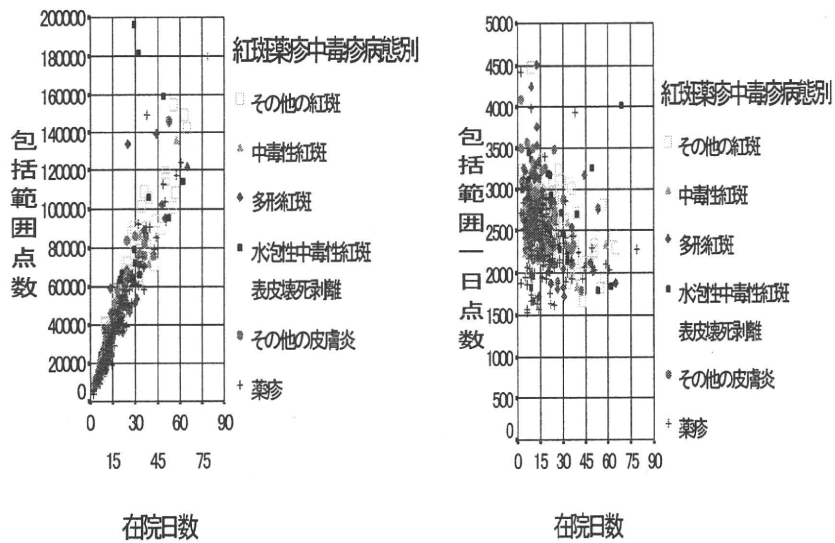 200000
180000
160000
140000
120000
100000
80000
60000
40000
20000
0
0 30 60 90
15 45 75
包括範囲点数
在院日数
紅斑薬疹中毒疹病態別
その他の紅斑
中毒性紅斑
多形紅斑
水泡性中毒性紅斑
表皮壊死剥離
その他の皮膚炎
薬疹
5000
4500
4000
3500
3000
2500
2000
1500
1000
500
0
0 15 30 45 60 75 90
包括範囲一日点数
在院日数
紅斑薬疹中毒疹病態別
その他の紅斑
中毒性紅斑
多形紅斑
水泡性中毒性紅斑
表皮壊死剥離
その他の皮膚炎
薬疹